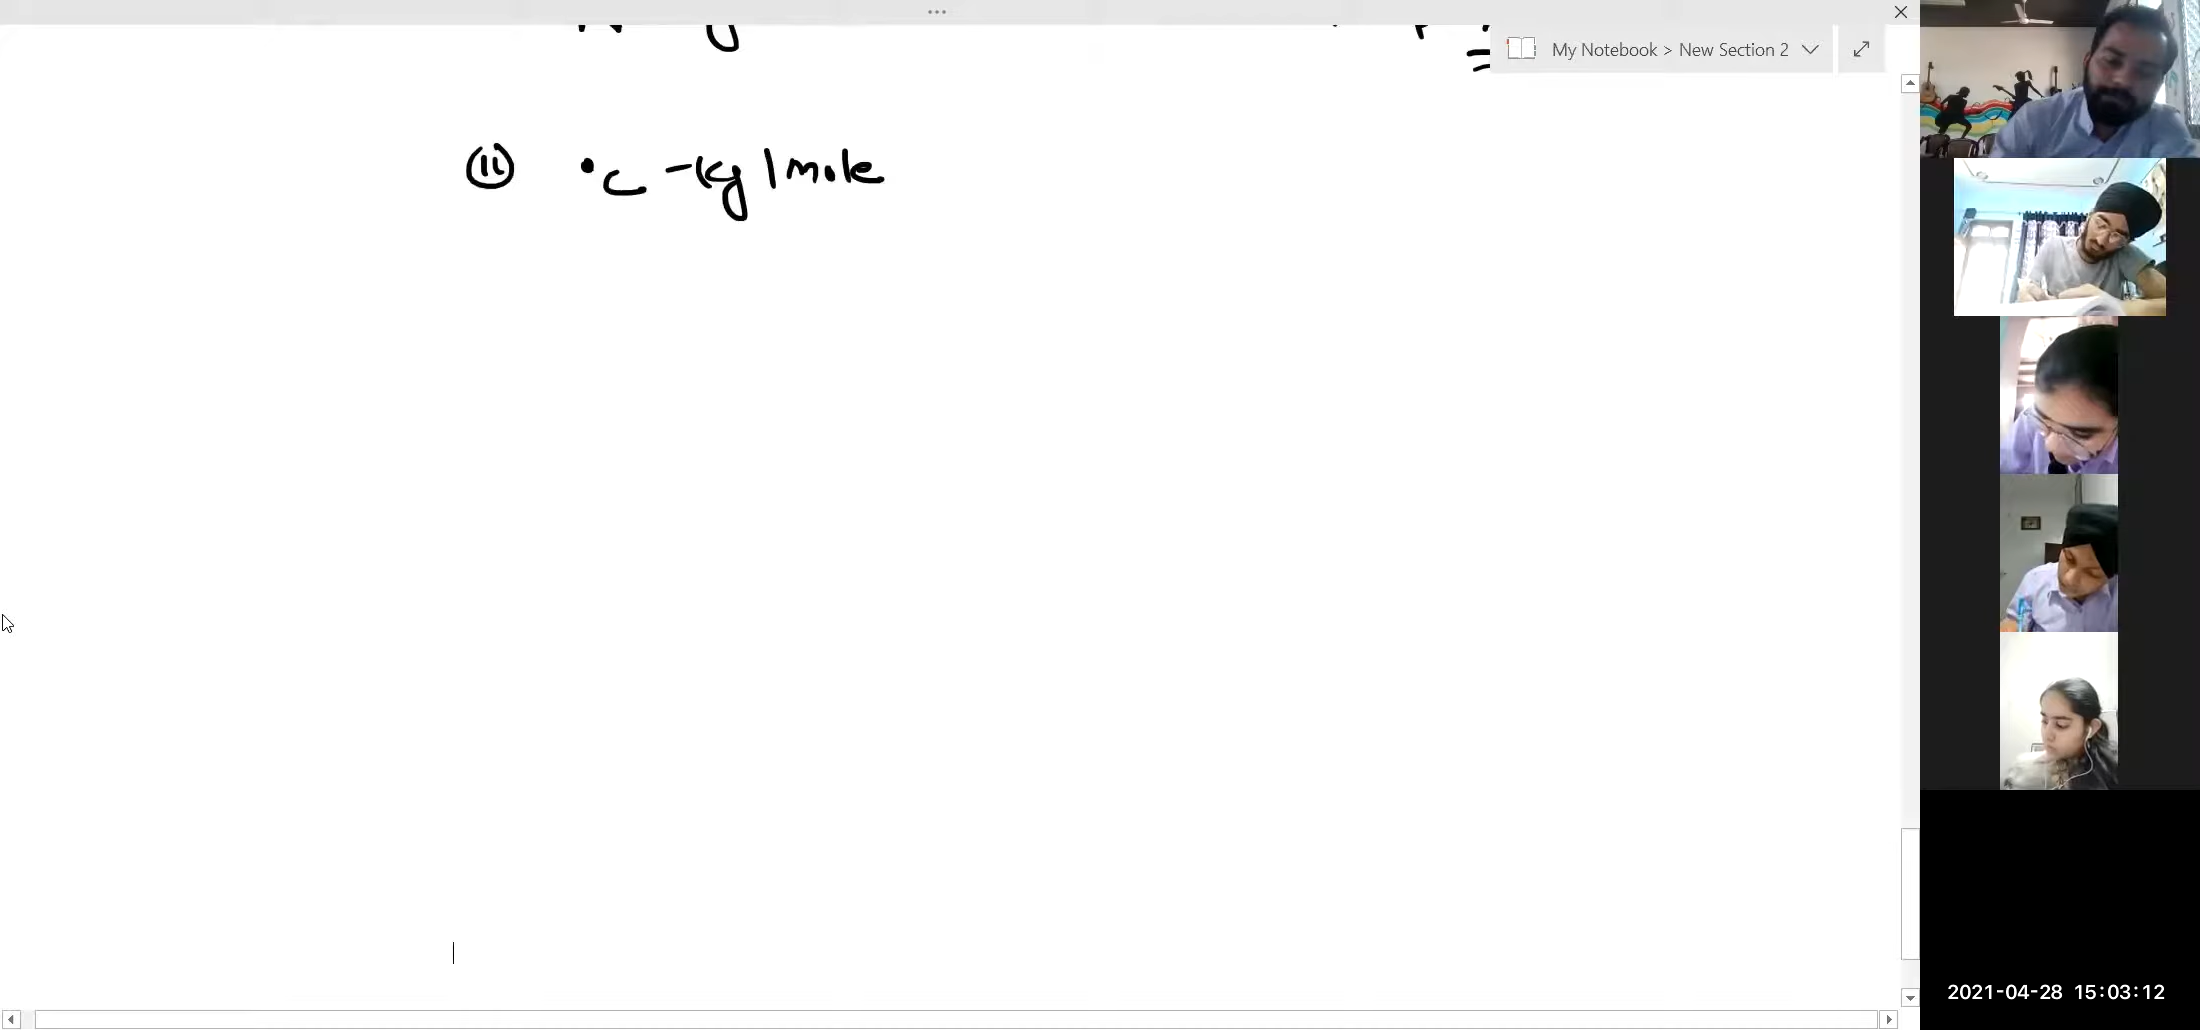 My Notebook > New Section 2
(ii) °C -kg / mole
2021-04-28 15:03:12